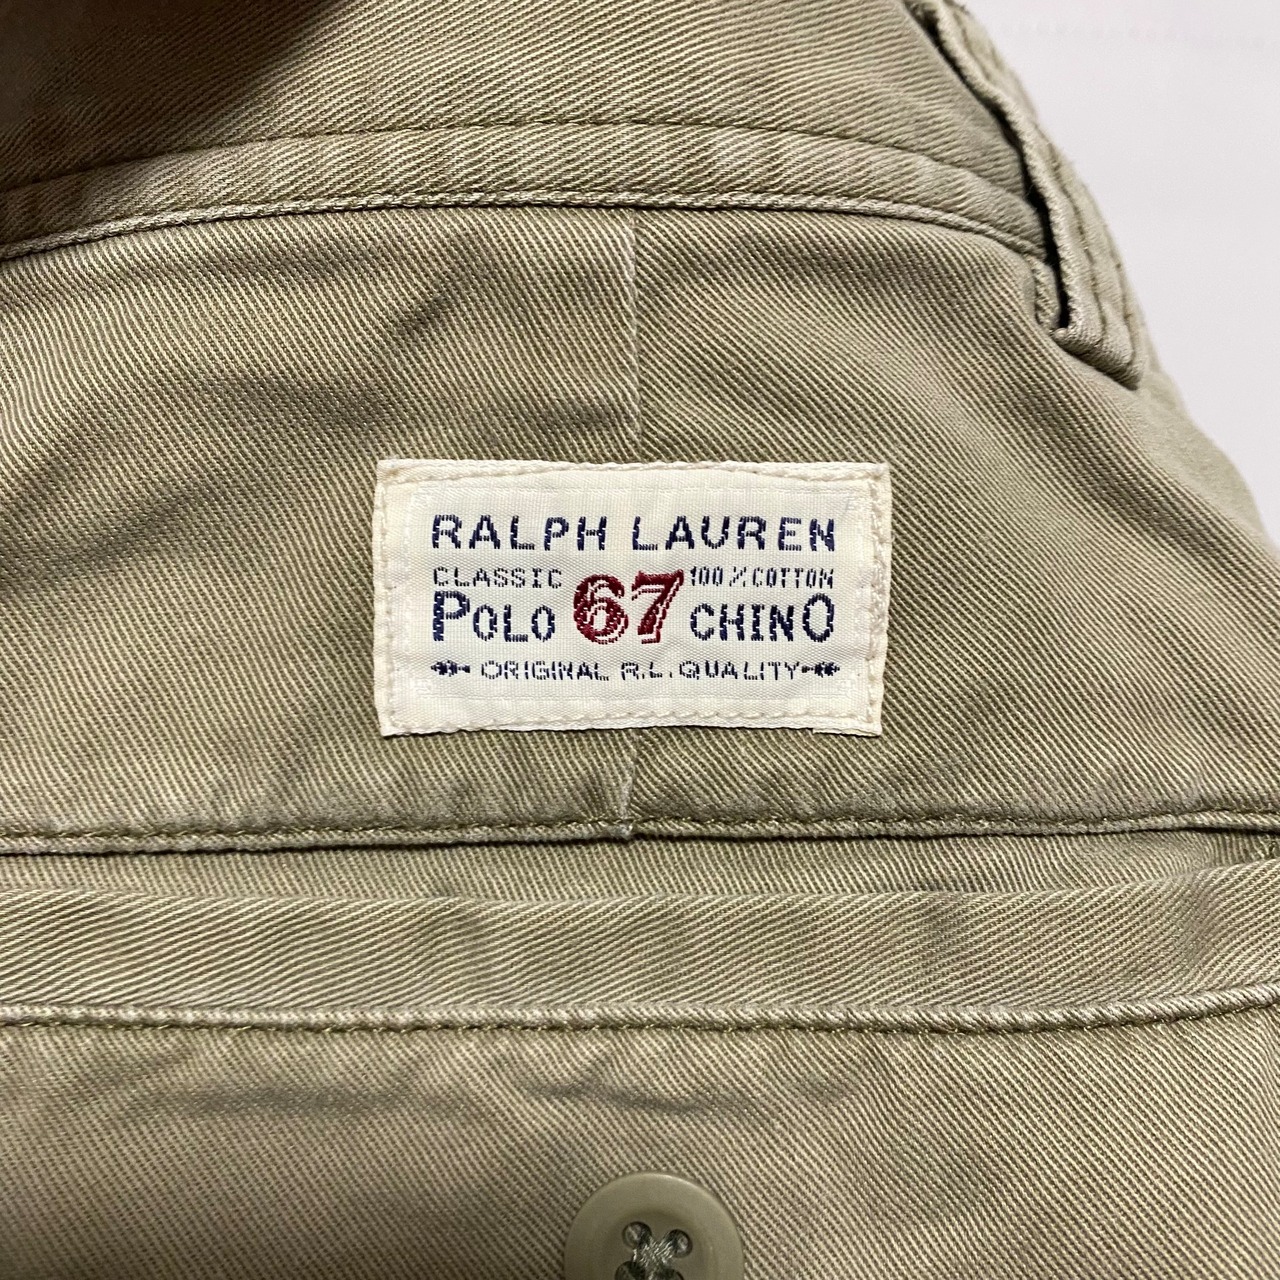 RALPH LAUREN
CLASSIC 67 100% COTTON
POLO CHINO
ORIGINAL R.L. QUALITY